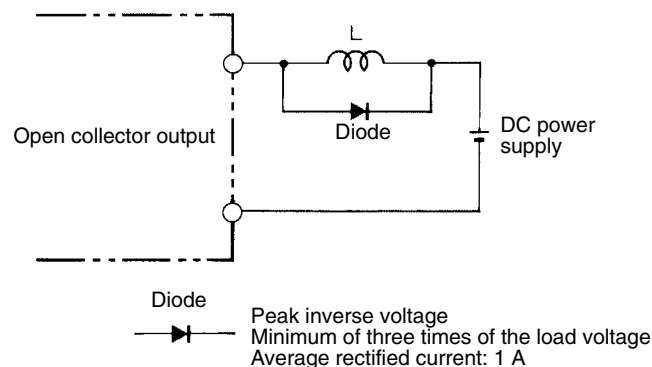 L
Open collector output
Diode
DC power
supply
Diode
Peak inverse voltage
Minimum of three times of the load voltage
Average rectified current: 1 A